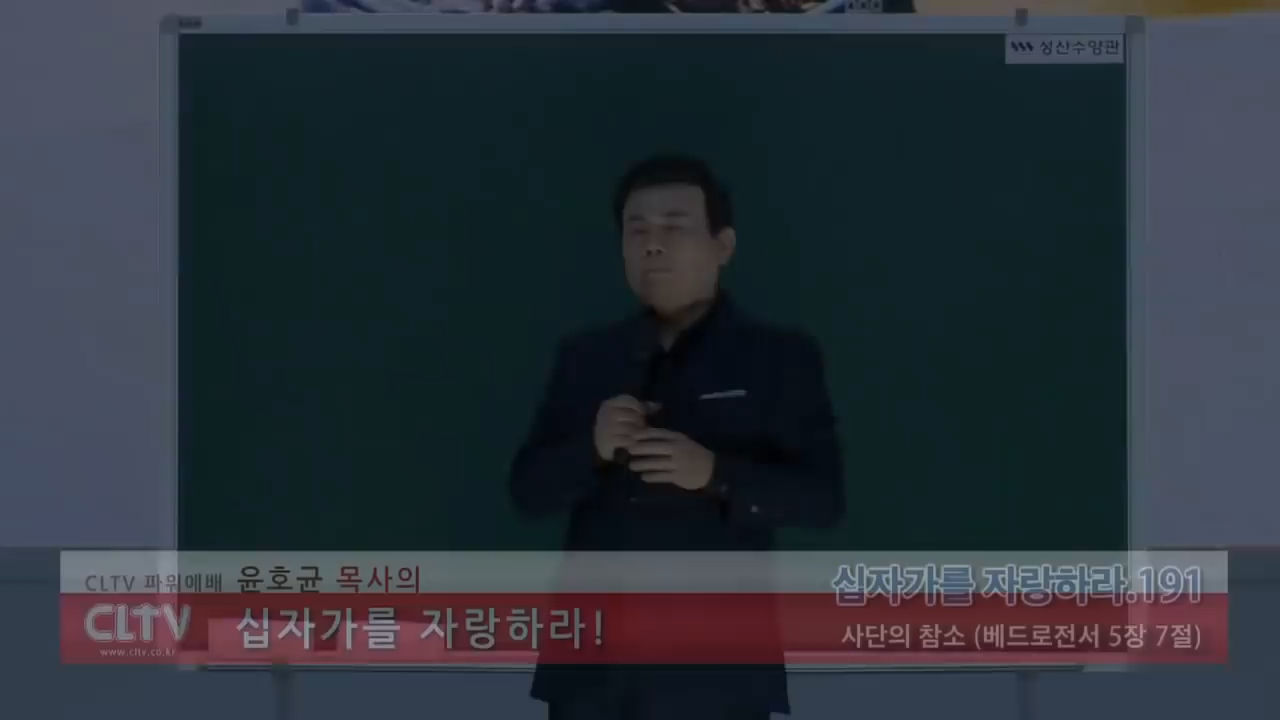 성산수양관
CLTV 파워예배 윤호균 목사의
십자가를 자랑하라.191
CLTV
www.cltv.co.kr
십자가를 자랑하라!
사단의 참소 (베드로전서 5장 7절)